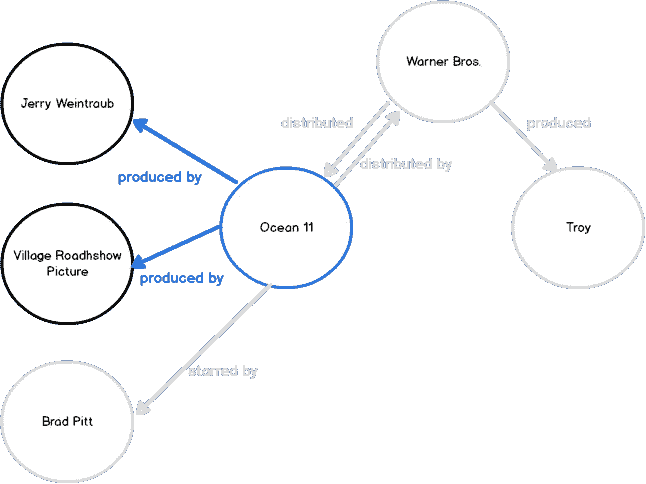 Warner Bros.
Jerry Weintraub
distributed
produced
distributed by
produced by
Ocean 11
Troy
Village Roadhshow
Picture
produced by
starred by
Brad Pitt